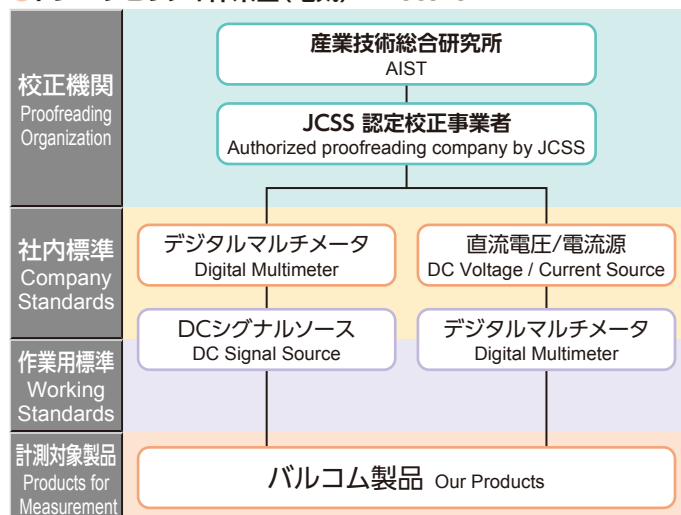 校正機関
Proofreading
Organization
産業技術総合研究所
AIST
JCSS 認定校正事業者
Authorized proofreading company by JCSS
社内標準
Company
Standards
デジタルマルチメータ
Digital Multimeter
直流電圧/電流源
DC Voltage / Current Source
DCシグナルソース
DC Signal Source
デジタルマルチメータ
Digital Multimeter
作業用標準
Working
Standards
計測対象製品
Products for
Measurement
バルコム製品 Our Products